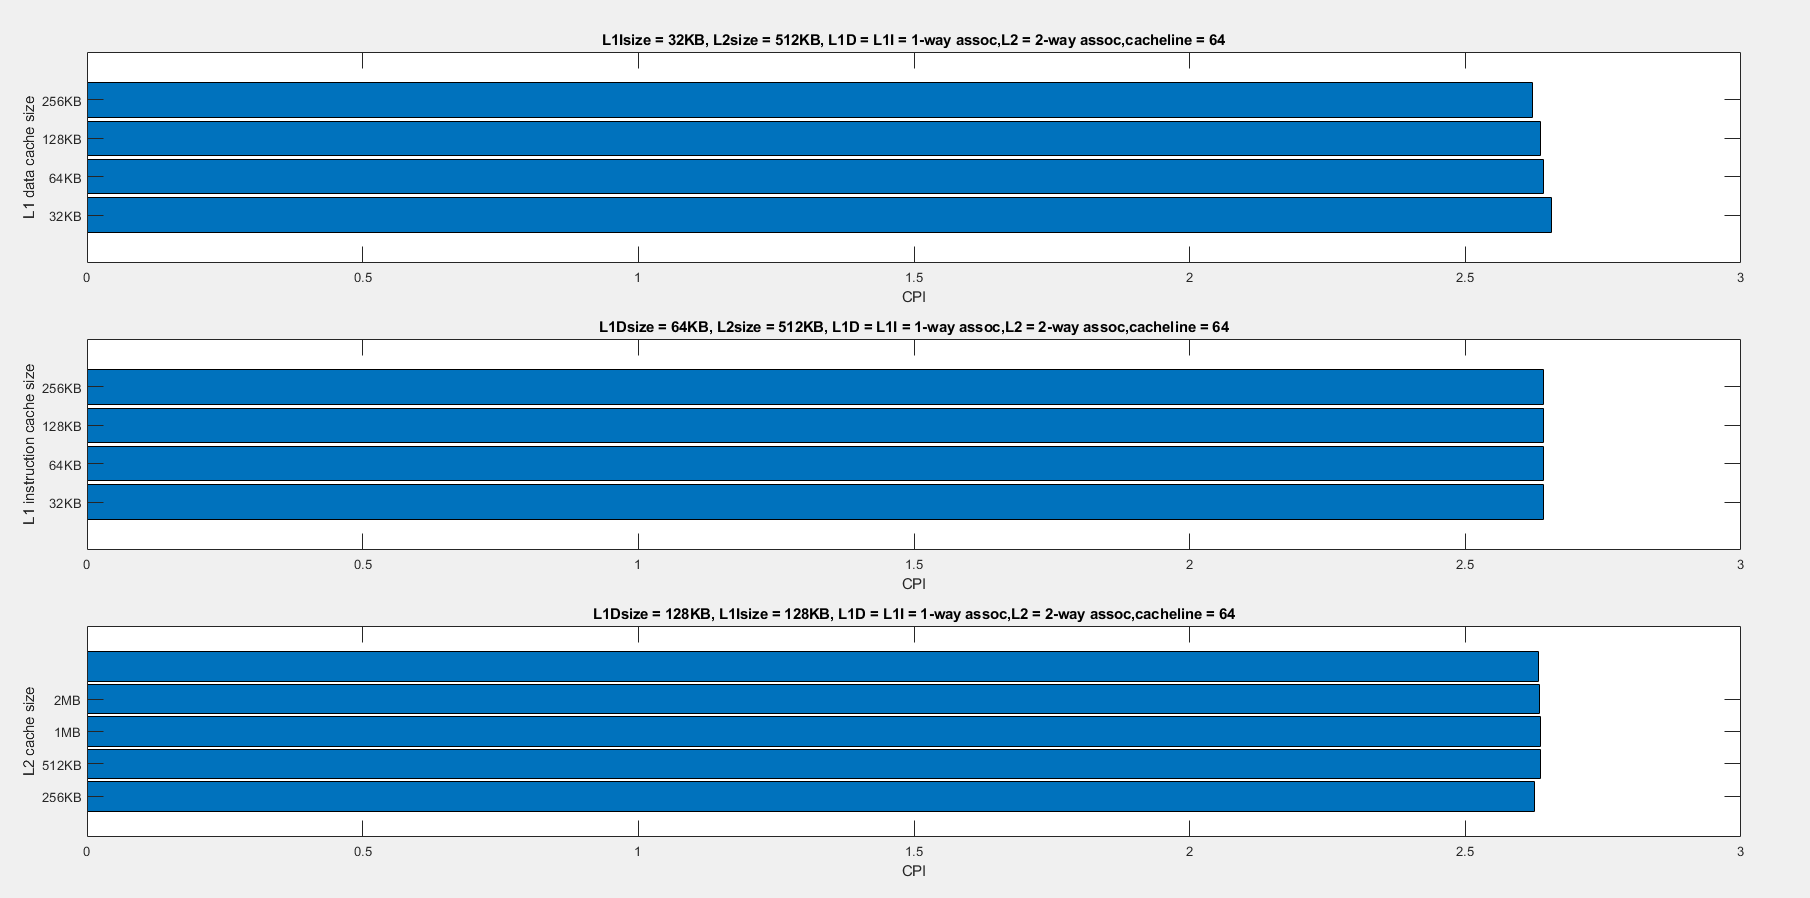 L1Isize = 32KB, L2size = 512KB, L1D = L1I = 1-way assoc,L2 = 2-way assoc,cacheline = 64
L1 data cache size
256KB
128KB
64KB
32KB
0 0.5 1 1.5 2 2.5 3
CPI
L1Dsize = 64KB, L2size = 512KB, L1D = L1I = 1-way assoc,L2 = 2-way assoc,cacheline = 64
L1 instruction cache size
256KB
128KB
64KB
32KB
0 0.5 1 1.5 2 2.5 3
CPI
L1Dsize = 128KB, L1Isize = 128KB, L1D = L1I = 1-way assoc,L2 = 2-way assoc,cacheline = 64
L2 cache size
2MB
1MB
512KB
256KB
0 0.5 1 1.5 2 2.5 3
CPI